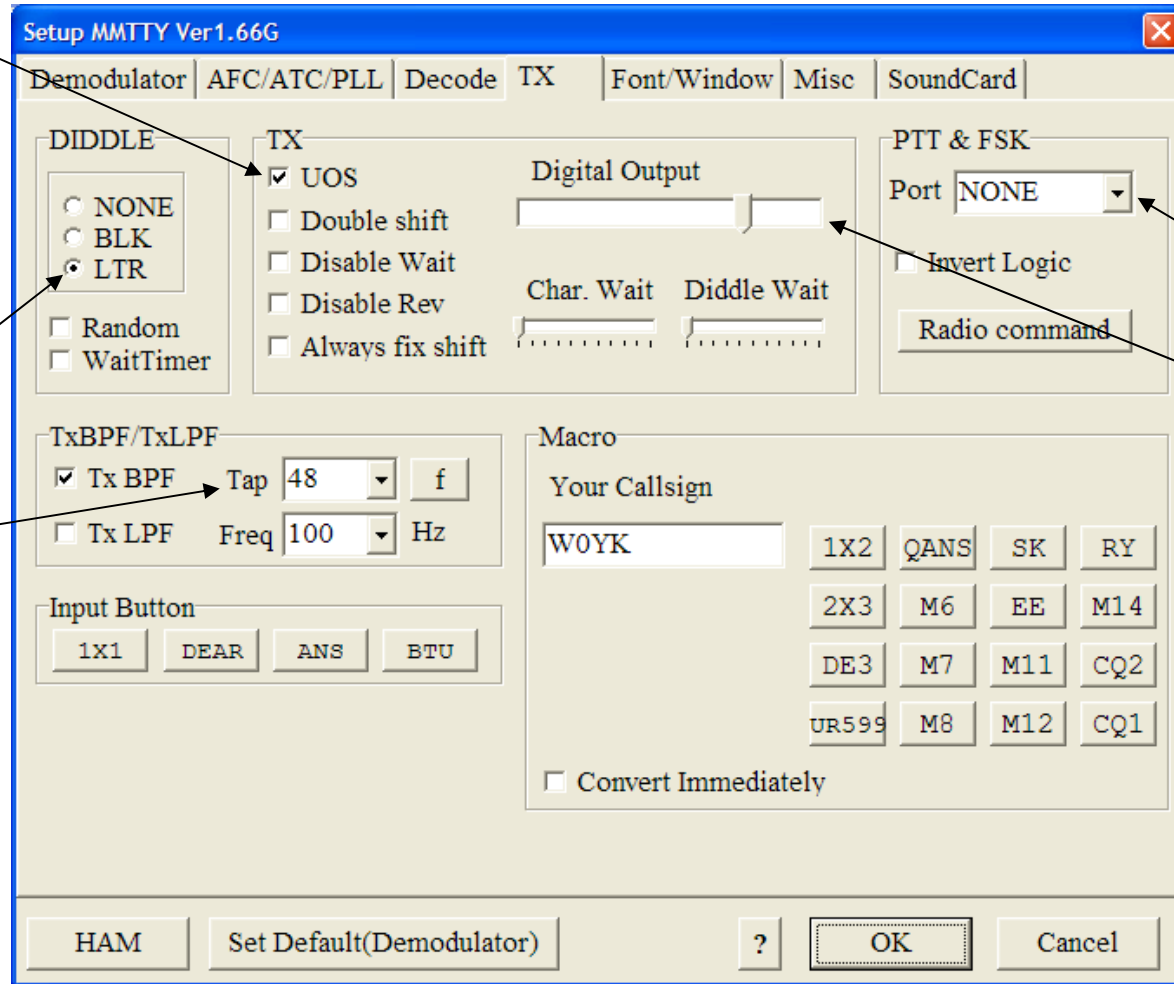 Setup MMTTY Ver1.66G
Demodulator AFC/ATC/PLL Decode TX Font/Window Misc SoundCard
DIDDLE
NONE
BLK
LTR
Random
WaitTimer
TX
UOS
Double shift
Disable Wait
Disable Rev
Always fix shift
Digital Output
Char. Wait Diddle Wait
PTT & FSK
Port NONE
Invert Logic
Radio command
TxBPF/TxLPF
Tx BPF Tap 48 f
Tx LPF Freq 100 Hz
Input Button
1X1 DEAR ANS BTU
Macro
Your Callsign
W0YK
1X2 QANS SK RY
2X3 M6 EE M14
DE3 M7 M11 CQ2
UR599 M8 M12 CQ1
Convert Immediately
HAM Set Default(Demodulator) ? OK Cancel